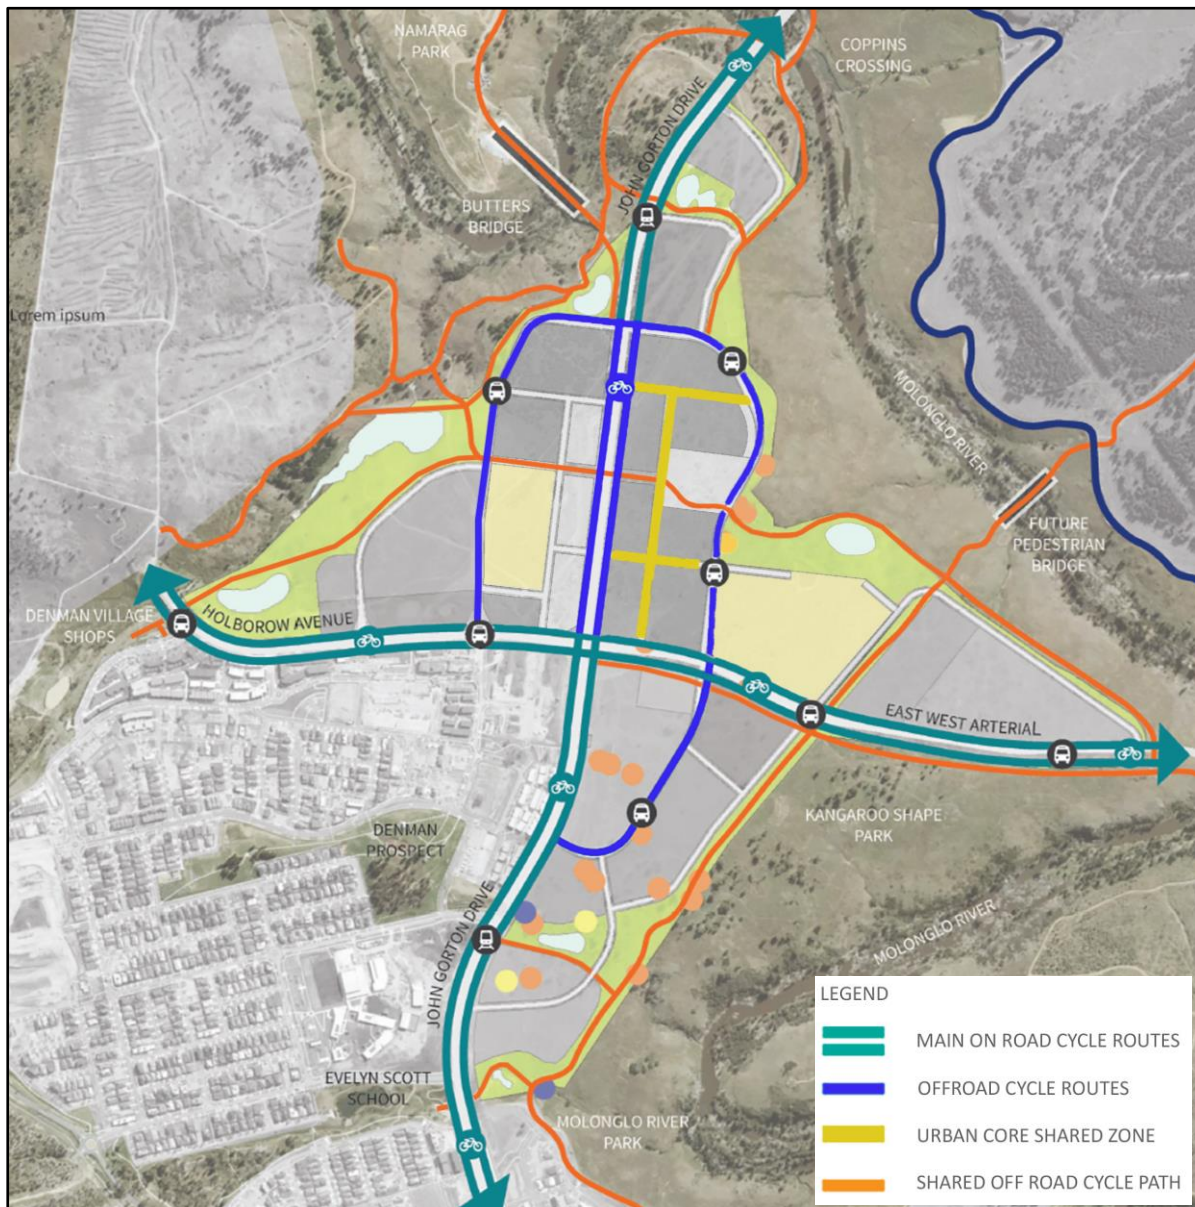 NAMARAG
PARK
COPPINS
CROSSING
JOHN GORTON DRIVE
BUTTERS
BRIDGE
Lorem ipsum
MOLONGLO RIVER
FUTURE
PEDESTRIAN
BRIDGE
DENMAN VILLAGE
SHOPS
HOLBOROW AVENUE
EAST WEST ARTERIAL
KANGAROO SHAPE
PARK
DENMAN
PROSPECT
JOHN GORTON DRIVE
MOLONGLO RIVER
EVELYN SCOTT
SCHOOL
MOLONGLO RIVER
PARK
LEGEND
MAIN ON ROAD CYCLE ROUTES
OFFROAD CYCLE ROUTES
URBAN CORE SHARED ZONE
SHARED OFF ROAD CYCLE PATH